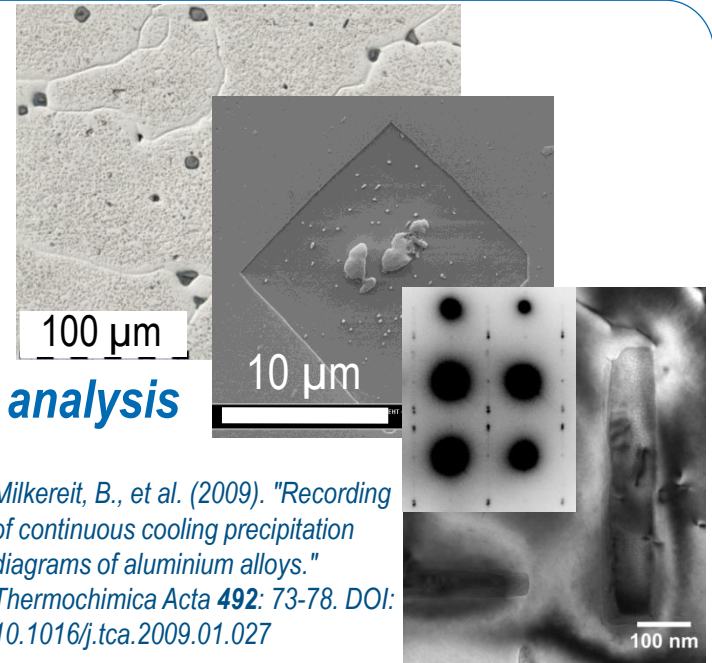 100 µm
10 µm
EHT
analysis
Milkereit, B., et al. (2009). "Recording
of continuous cooling precipitation
diagrams of aluminium alloys."
Thermochimica Acta 492: 73-78. DOI:
10.1016/j.tca.2009.01.027
100 nm